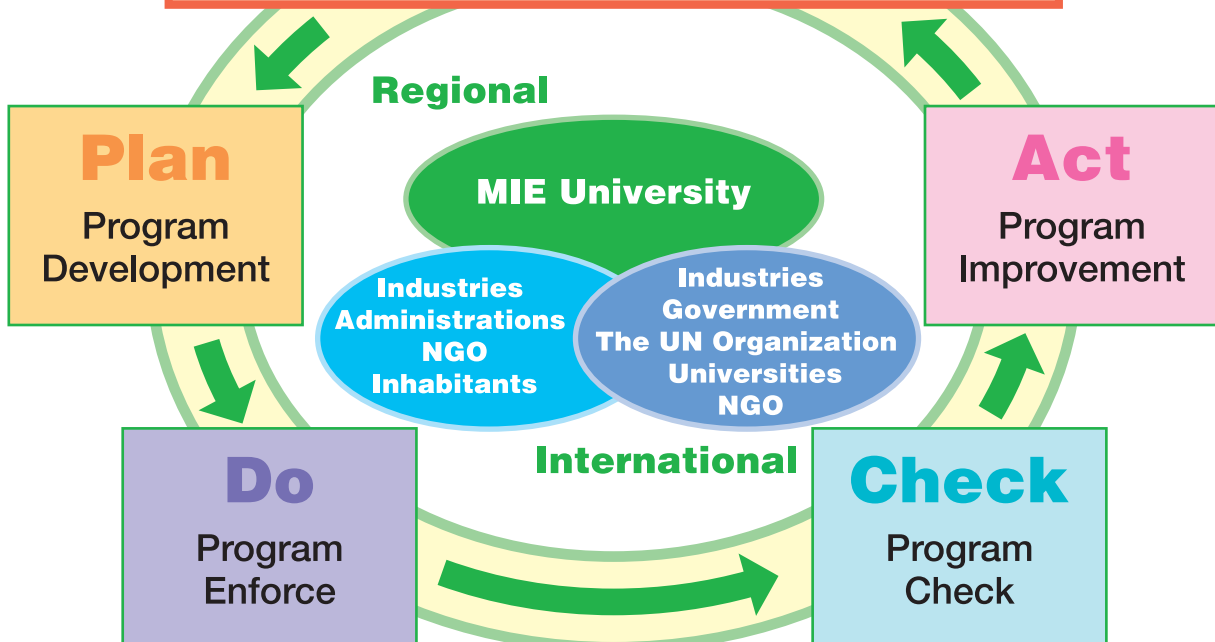 Regional
Plan
Program
Development
Act
Program
Improvement
MIE University
Industries
Administrations
NGO
Inhabitants
Industries
Government
The UN Organization
Universities
NGO
International
Do
Program
Enforce
Check
Program
Check